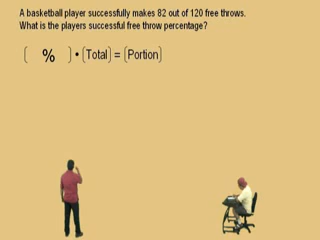 A basketball player successfully makes 82 out of 120 free throws.
What is the players successful free throw percentage?
( % ) • (Total) = (Portion)